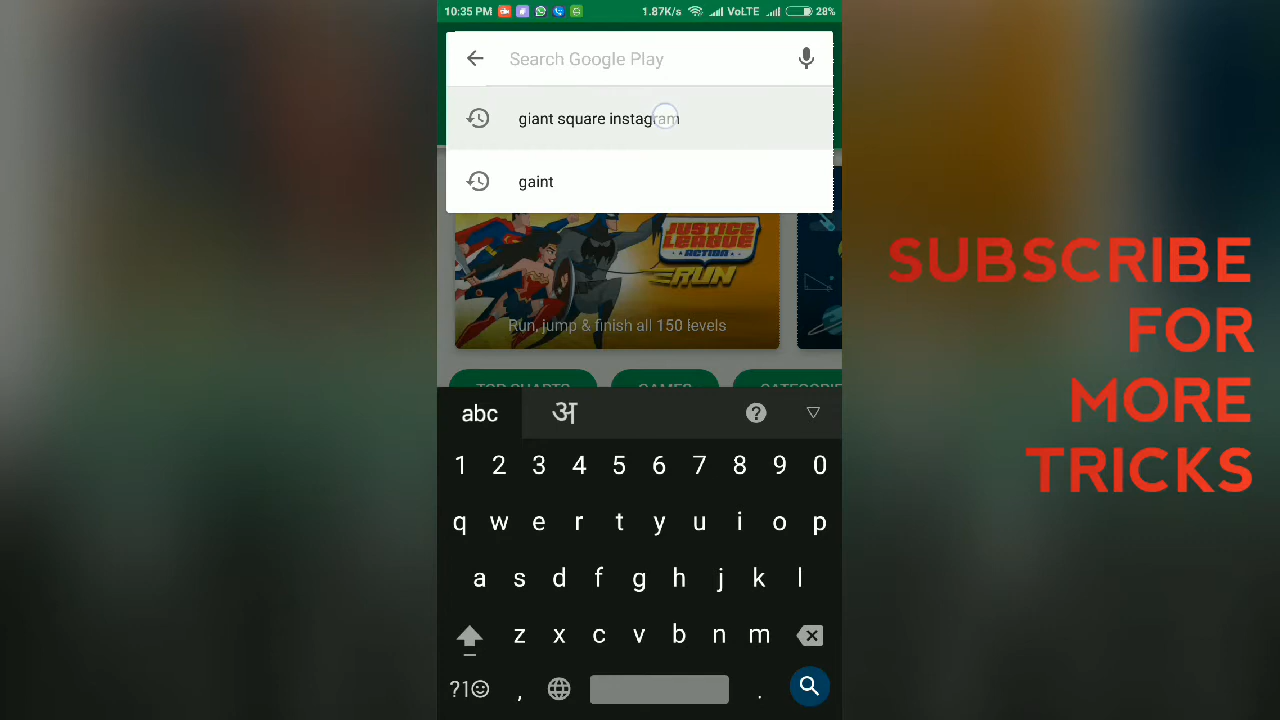 10:35 PM 1.87K/s VoLTE 28%
Search Google Play
giant square instagram
gaint
JUSTICE
LEAGUE
ACTION
RUN
Run, jump & finish all 150 levels
TOP CHARTS GAMES CATEGORIE
abc अ ?
1 2 3 4 5 6 7 8 9 0
q w e r t y u i o p
a s d f g h j k l
z x c v b n m
?1☺ , .
SUBSCRIBE
FOR
MORE
TRICKS